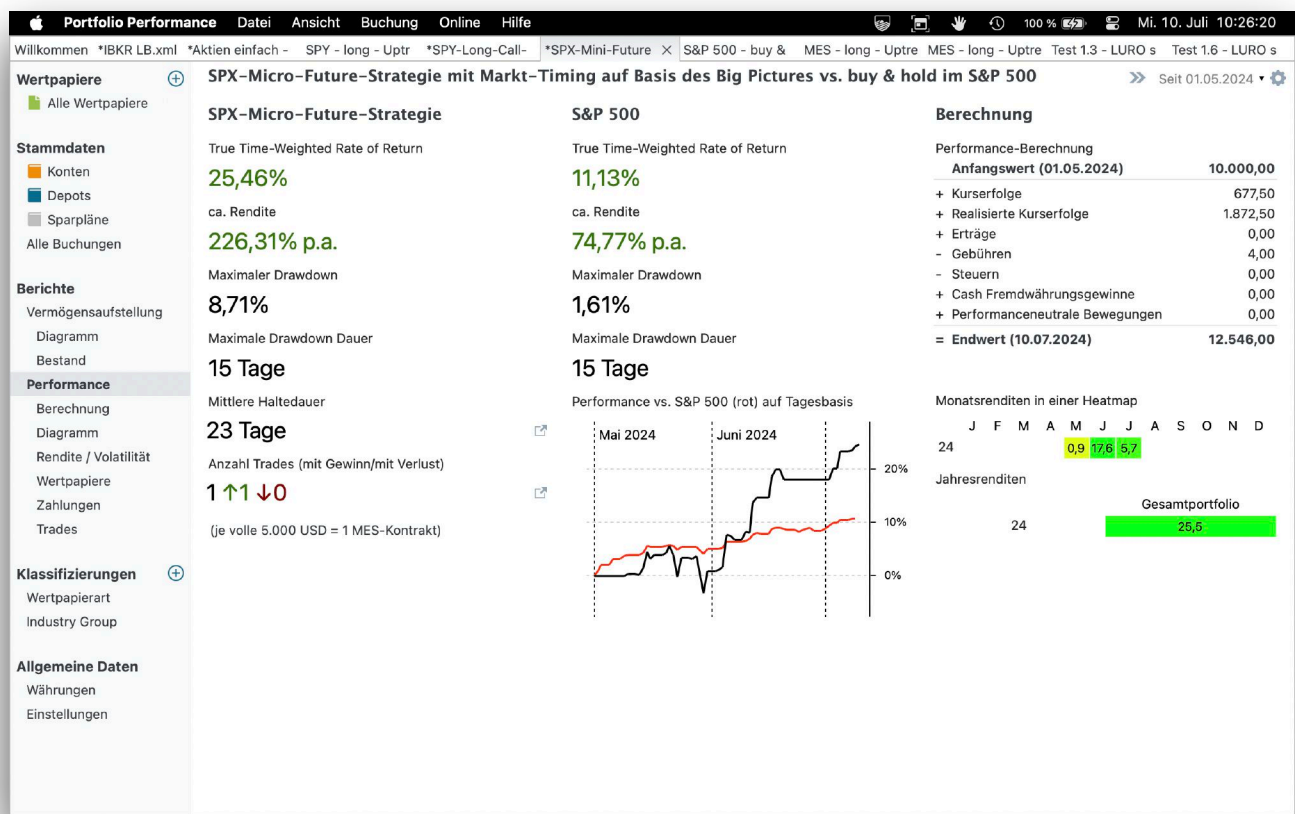 Portfolio Performance Datei Ansicht Buchung Online Hilfe 100 % Mi. 10. Juli 10:26:20
Willkommen *IBKR LB.xml *Aktien einfach - SPY - long - Uptr *SPY-Long-Call- *SPX-Mini-Future S&P 500 - buy & MES - long - Uptre MES - long - Uptre Test 1.3 - LURO s Test 1.6 - LURO s
Wertpapiere
Alle Wertpapiere
Stammdaten
Konten
Depots
Sparpläne
Alle Buchungen
Berichte
Vermögensaufstellung
Diagramm
Bestand
Performance
Berechnung
Diagramm
Rendite / Volatilität
Wertpapiere
Zahlungen
Trades
Klassifizierungen
Wertpapierart
Industry Group
Allgemeine Daten
Währungen
Einstellungen
SPX-Micro-Future-Strategie mit Markt-Timing auf Basis des Big Pictures vs. buy & hold im S&P 500
Seit 01.05.2024
SPX-Micro-Future-Strategie
True Time-Weighted Rate of Return
25,46%
ca. Rendite
226,31% p.a.
Maximaler Drawdown
8,71%
Maximale Drawdown Dauer
15 Tage
Mittlere Haltedauer
23 Tage
Anzahl Trades (mit Gewinn/mit Verlust)
1 ↑1 ↓0
(je volle 5.000 USD = 1 MES-Kontrakt)
S&P 500
True Time-Weighted Rate of Return
11,13%
ca. Rendite
74,77% p.a.
Maximaler Drawdown
1,61%
Maximale Drawdown Dauer
15 Tage
Performance vs. S&P 500 (rot) auf Tagesbasis
Mai 2024 Juni 2024
20%
10%
0%
Berechnung
Performance-Berechnung
Anfangswert (01.05.2024) 10.000,00
+ Kurserfolge 677,50
+ Realisierte Kurserfolge 1.872,50
+ Erträge 0,00
- Gebühren 4,00
- Steuern 0,00
+ Cash Fremdwährungsgewinne 0,00
+ Performanceneutrale Bewegungen 0,00
= Endwert (10.07.2024) 12.546,00
Monatsrenditen in einer Heatmap
J F M A M J J A S O N D
24 0,9 17,6 5,7
Jahresrenditen
Gesamtportfolio
24 25,5